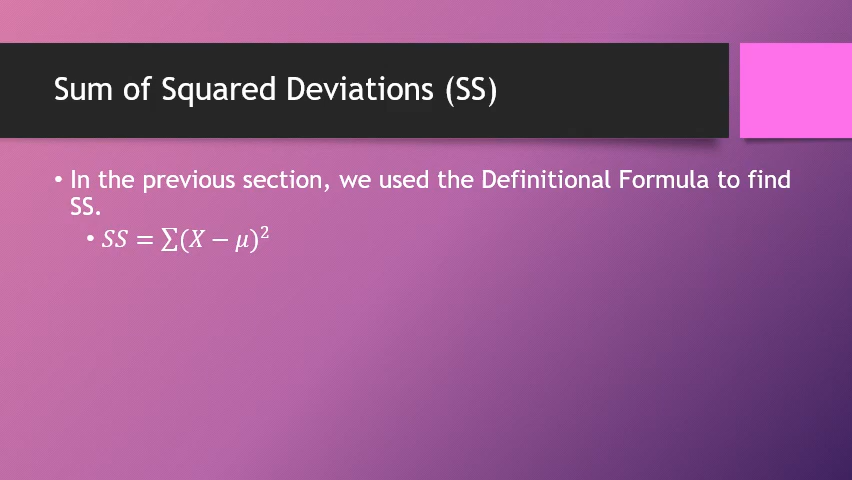 Sum of Squared Deviations (SS)
• In the previous section, we used the Definitional Formula to find
SS.
• SS = ∑(X − μ)²